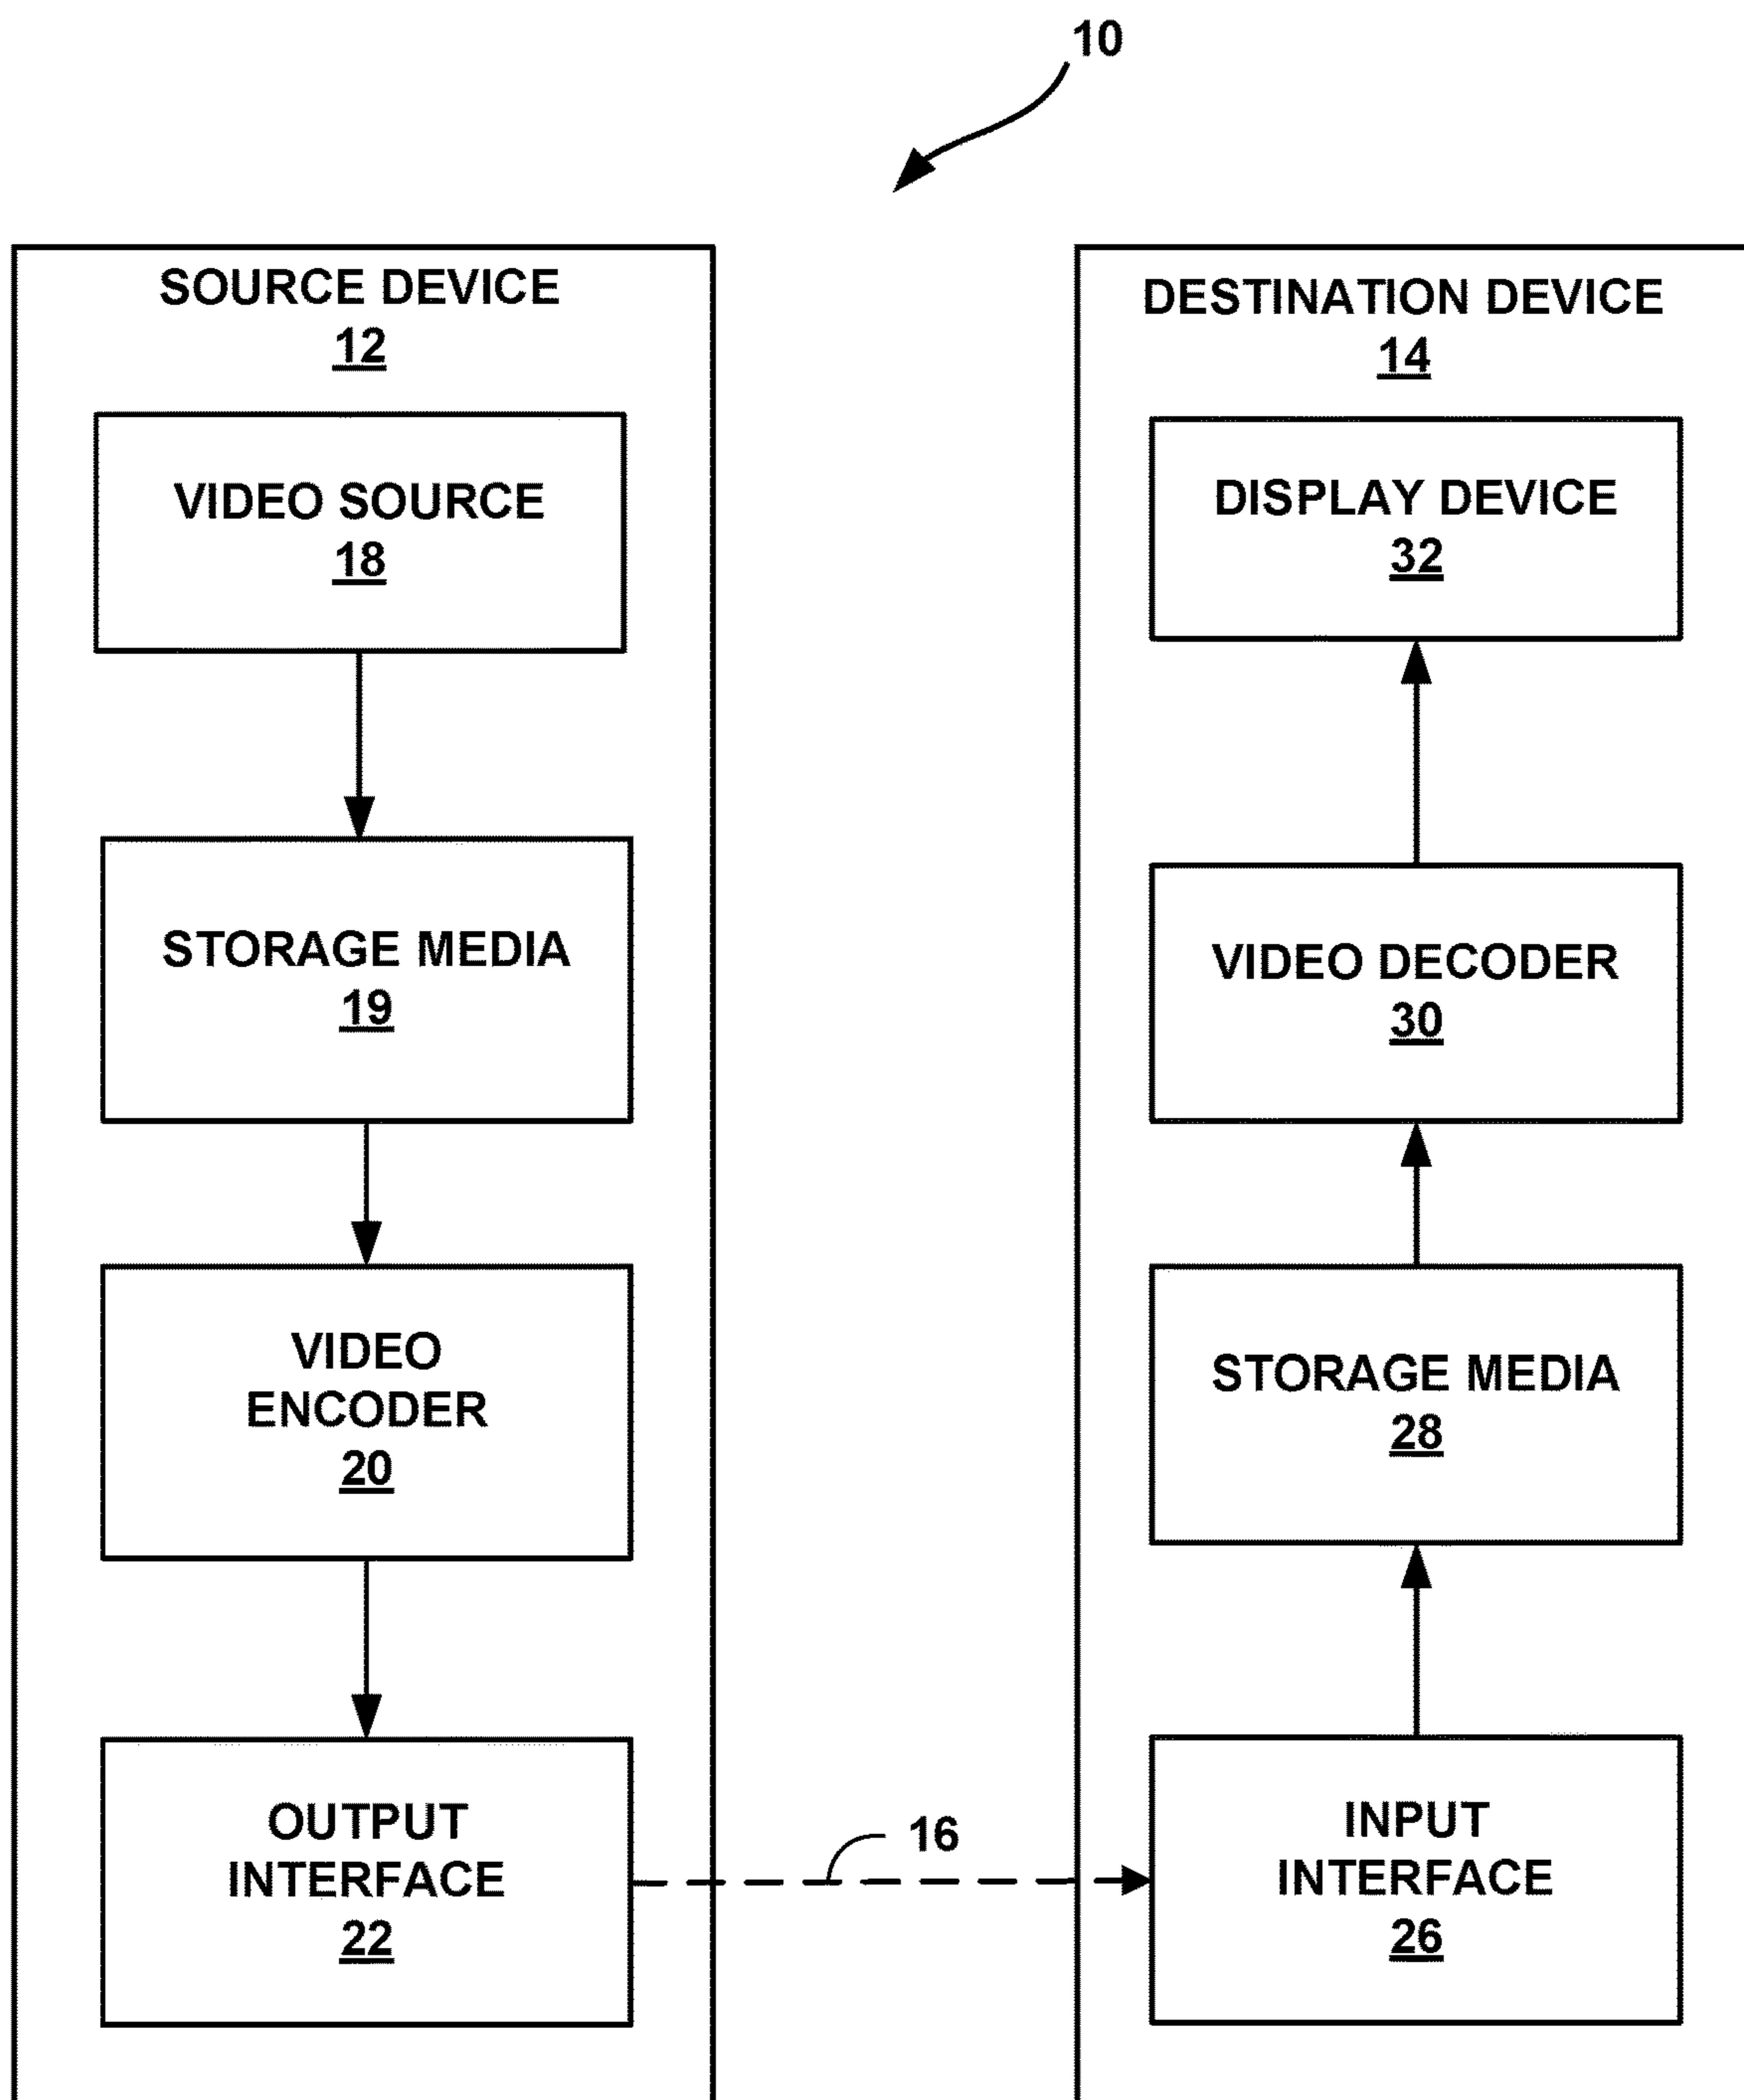 10
SOURCE DEVICE
12
VIDEO SOURCE
18
STORAGE MEDIA
19
VIDEO
ENCODER
20
OUTPUT
INTERFACE
22
16
DESTINATION DEVICE
14
DISPLAY DEVICE
32
VIDEO DECODER
30
STORAGE MEDIA
28
INPUT
INTERFACE
26